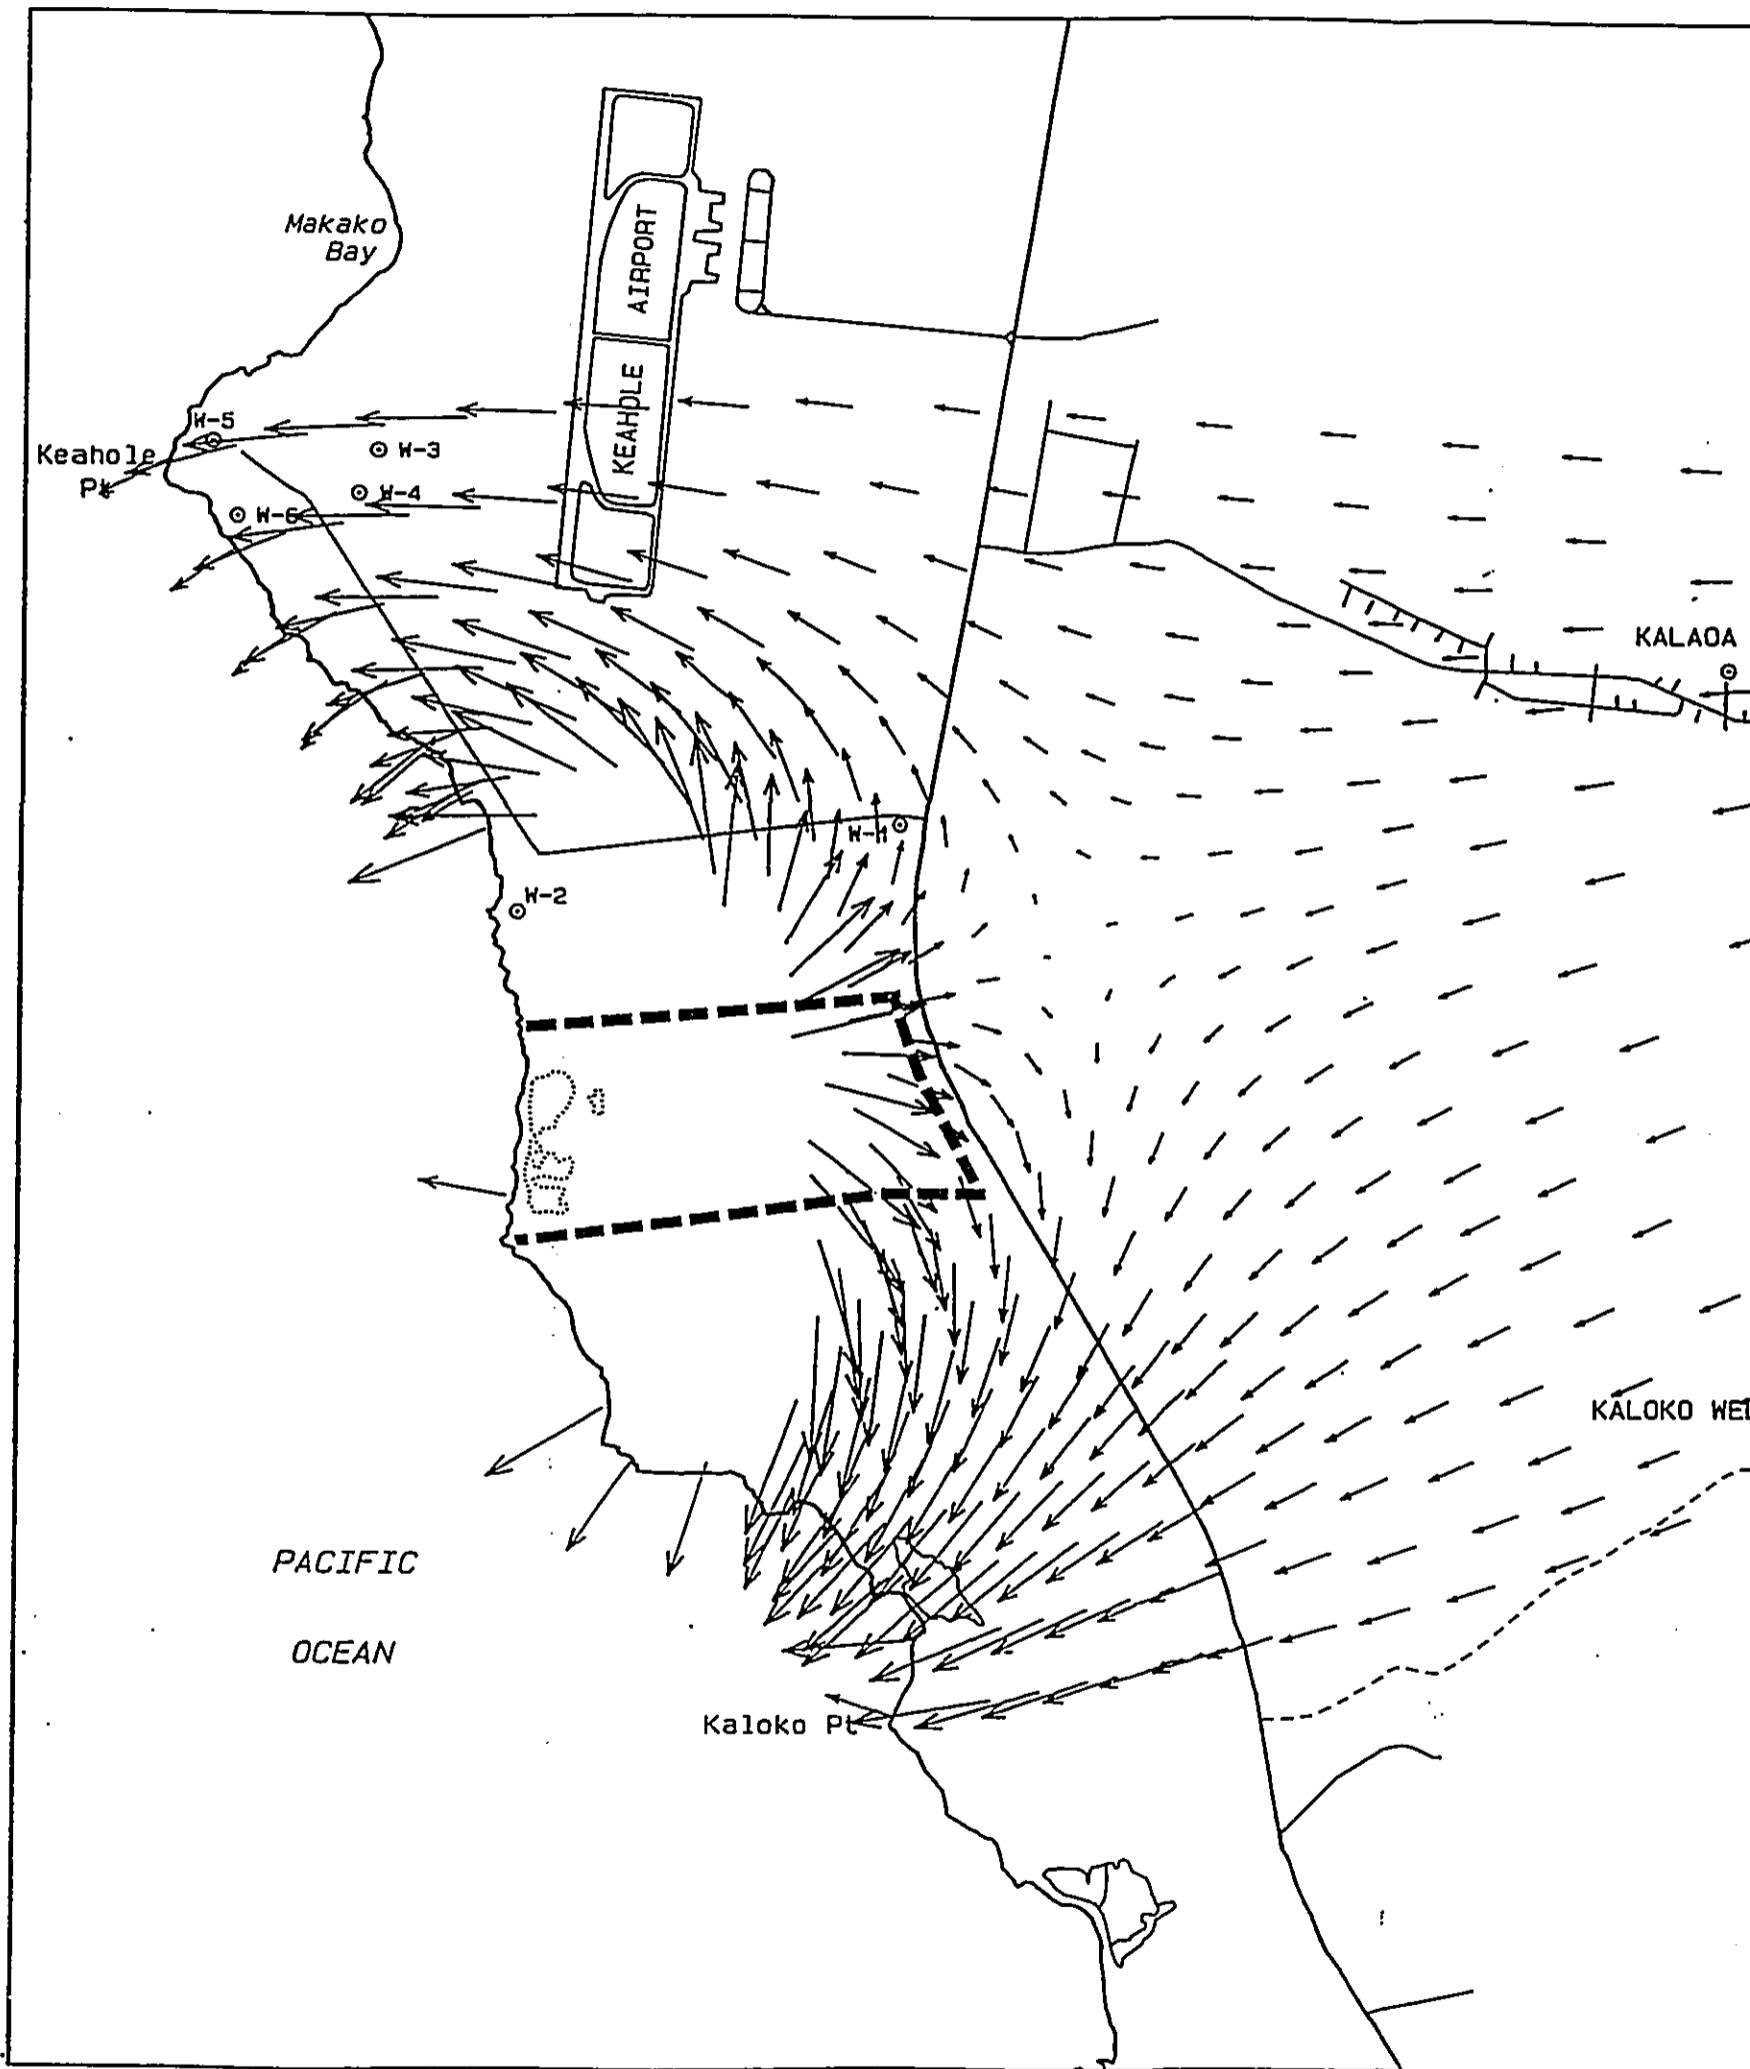 Makako
Bay
KEAHOLE AIRPORT
W-5
Keahole
Pt
W-3
W-4
W-6
KALAOA
W-1
W-2
KALOKO
PACIFIC
OCEAN
Kaloko Pt